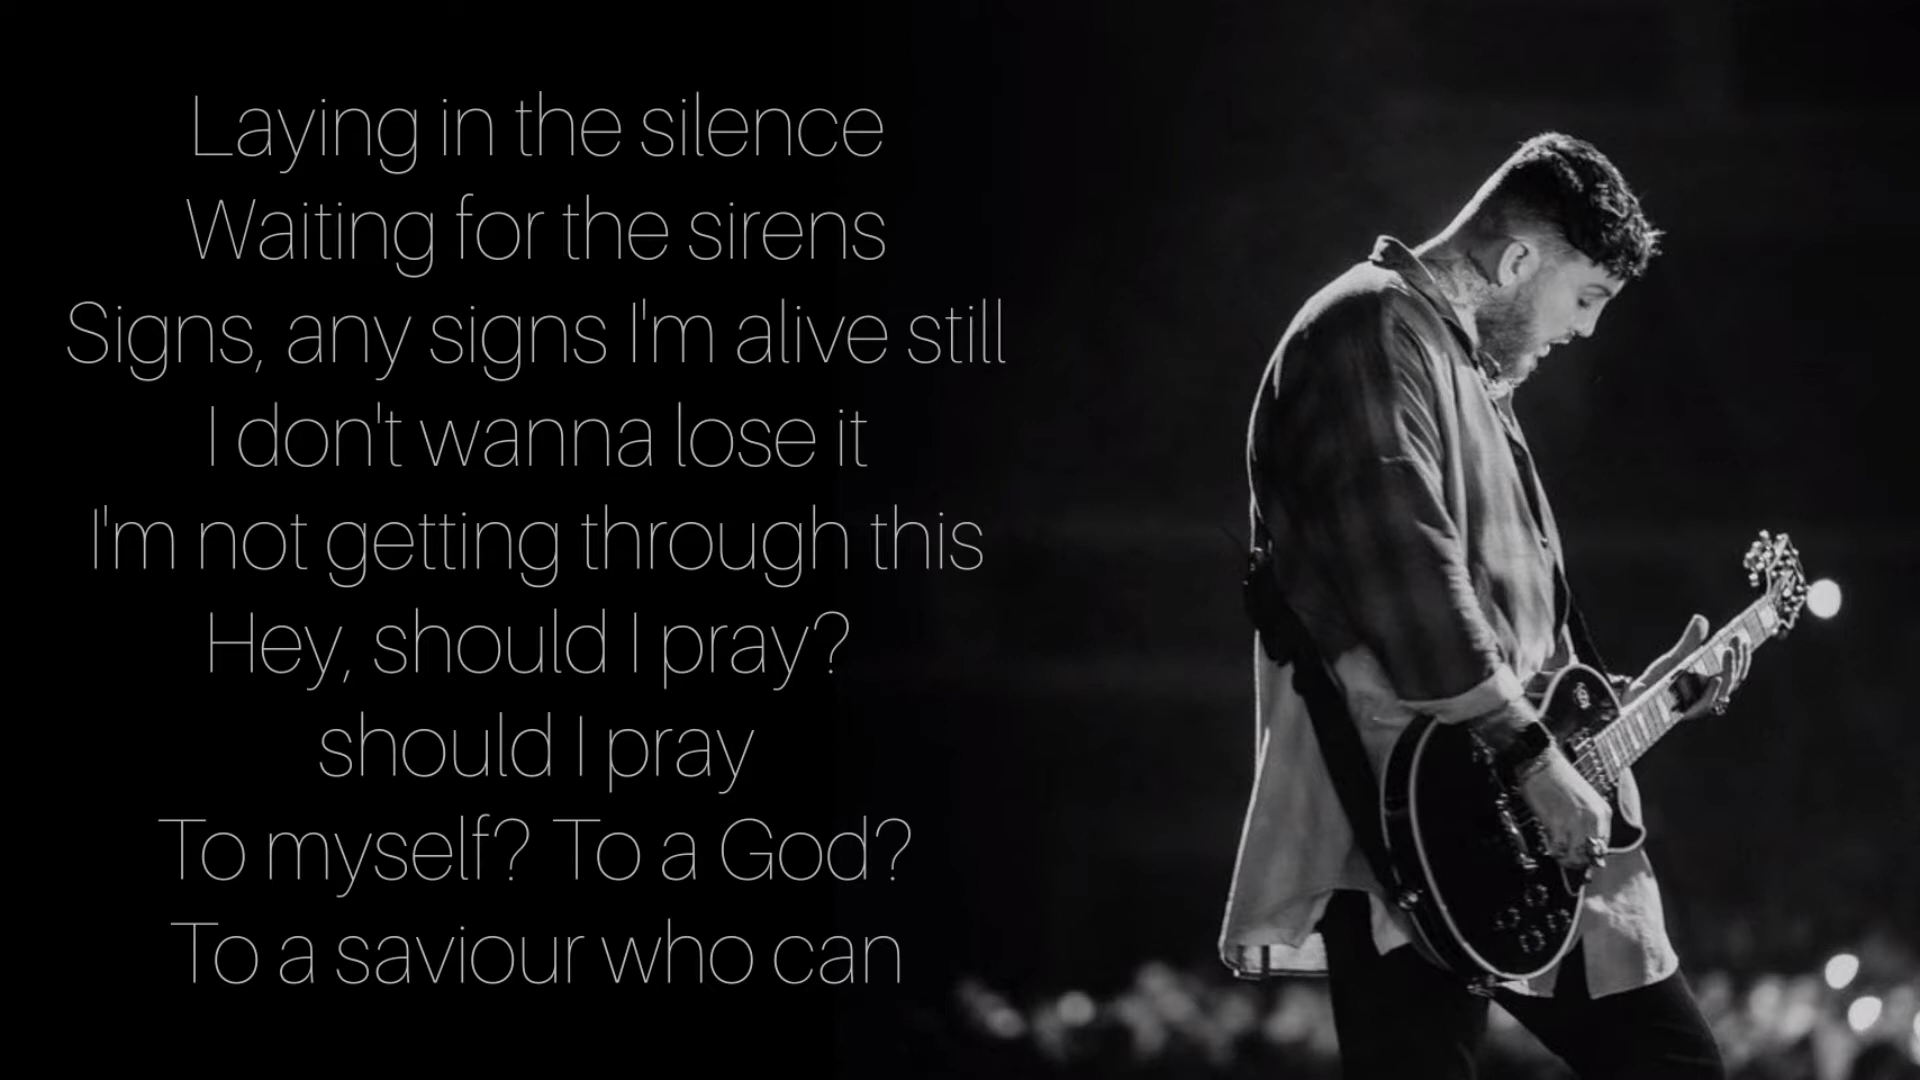 Laying in the silence
Waiting for the sirens
Signs, any signs I'm alive still
I don't wanna lose it
I'm not getting through this
Hey, should I pray?
should I pray
To myself? To a God?
To a saviour who can